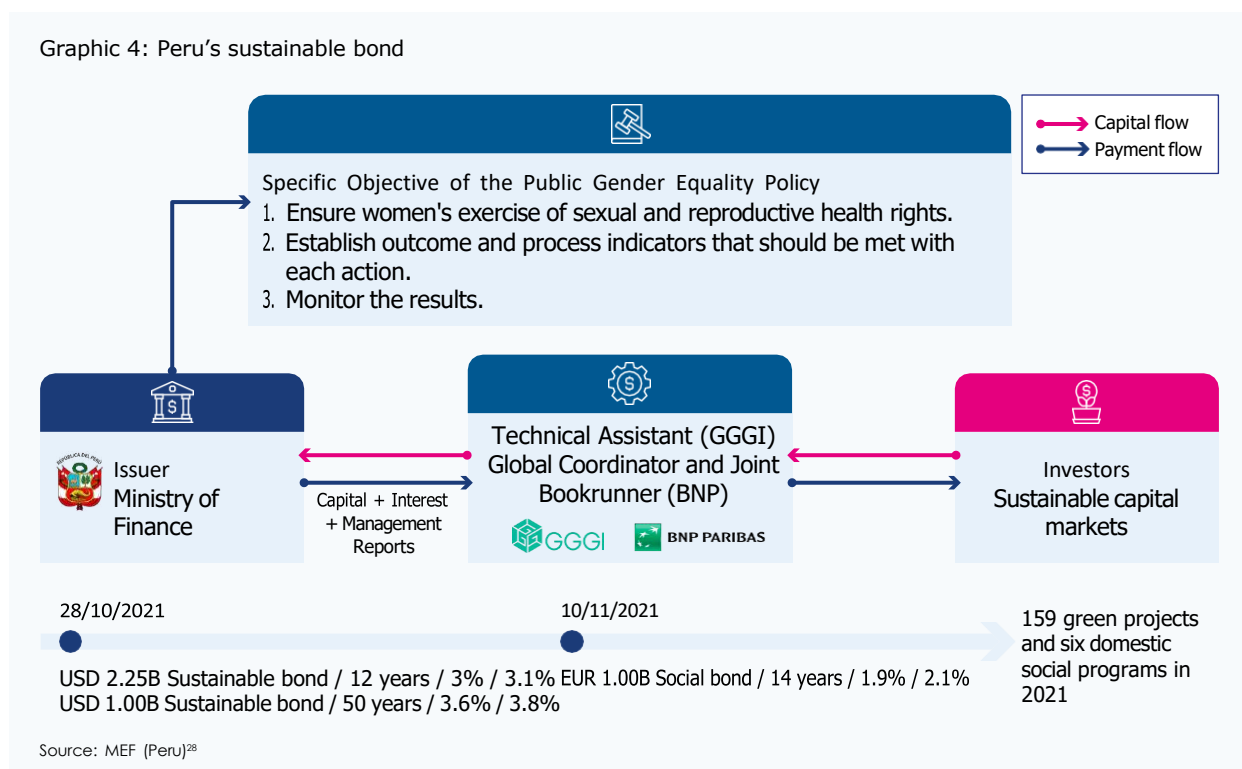 Graphic 4: Peru's sustainable bond
Capital flow
Payment flow
Specific Objective of the Public Gender Equality Policy
1. Ensure women's exercise of sexual and reproductive health rights.
2. Establish outcome and process indicators that should be met with
each action.
3. Monitor the results.
REPUBLICA DEL PERÚ
Issuer
Ministry of
Finance
Capital + Interest
+ Management
Reports
Technical Assistant (GGGI)
Global Coordinator and Joint
Bookrunner (BNP)
GGGI
BNP PARIBAS
Investors
Sustainable capital
markets
28/10/2021
10/11/2021
USD 2.25B Sustainable bond / 12 years / 3% / 3.1%
USD 1.00B Sustainable bond / 50 years / 3.6% / 3.8%
EUR 1.00B Social bond / 14 years / 1.9% / 2.1%
159 green projects
and six domestic
social programs in
2021
Source: MEF (Peru)28